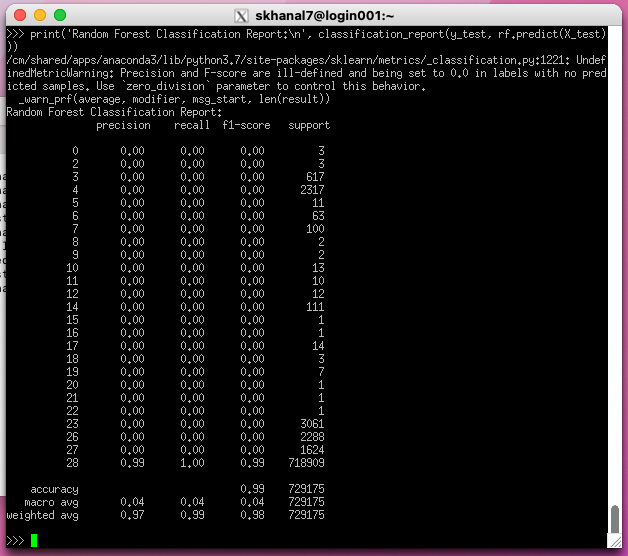 skhanal7@login001:~
>>> print('Random Forest Classification Report:\n', classification_report(y_test, rf.predict(X_test)
))
/cm/shared/apps/anaconda3/lib/python3.7/site-packages/sklearn/metrics/_classification.py:1221: Undef
inedMetricWarning: Precision and F-score are ill-defined and being set to 0.0 in labels with no pred
icted samples. Use `zero_division` parameter to control this behavior.
  _warn_prf(average, modifier, msg_start, len(result))
Random Forest Classification Report:
               precision    recall  f1-score   support

           0       0.00      0.00      0.00         3
           2       0.00      0.00      0.00         3
           3       0.00      0.00      0.00       617
           4       0.00      0.00      0.00      2317
           5       0.00      0.00      0.00        11
           6       0.00      0.00      0.00        63
           7       0.00      0.00      0.00       100
           8       0.00      0.00      0.00         2
           9       0.00      0.00      0.00         2
          10       0.00      0.00      0.00        13
          11       0.00      0.00      0.00        10
          12       0.00      0.00      0.00        12
          14       0.00      0.00      0.00       111
          15       0.00      0.00      0.00         1
          16       0.00      0.00      0.00         1
          17       0.00      0.00      0.00        14
          18       0.00      0.00      0.00         3
          19       0.00      0.00      0.00         7
          20       0.00      0.00      0.00         1
          21       0.00      0.00      0.00         1
          22       0.00      0.00      0.00         1
          23       0.00      0.00      0.00      3061
          26       0.00      0.00      0.00      2288
          27       0.00      0.00      0.00      1624
          28       0.99      1.00      0.99    718909

    accuracy                           0.99    729175
   macro avg       0.04      0.04      0.04    729175
weighted avg       0.97      0.99      0.98    729175

>>>